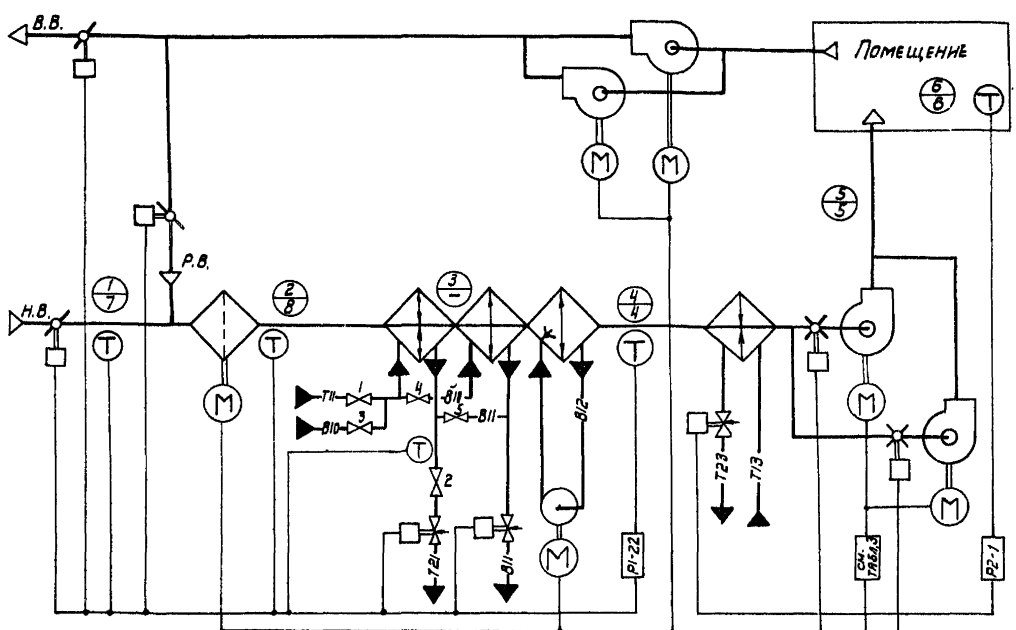 В.В.
ПОМЕЩЕНИЕ
6
8
Т
М
М
5
5
Р.В.
Н.В.
1
7
2
8
3
–
4
4
Т
Т
Т
М
Т11
1
4
В11
В10
3
5
В11
В12
Т
2
Т21
В11
М
Р1-22
Т23
Т13
М
М
СМ.
ТАБЛ.3
Р2-1